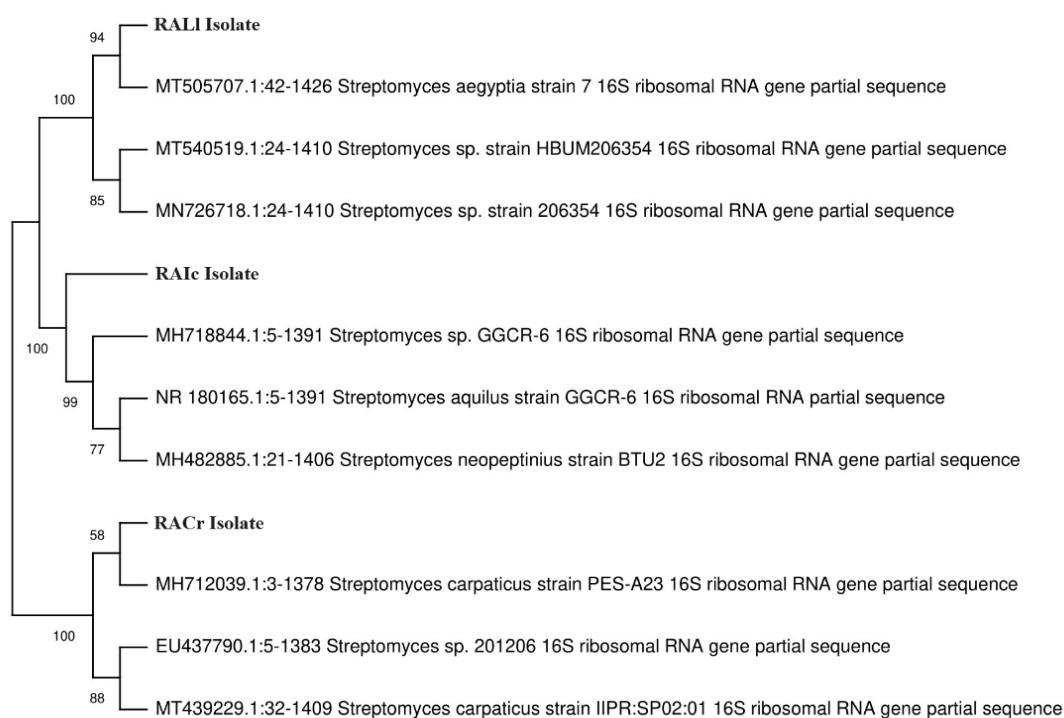 RALl Isolate
94
MT505707.1:42-1426 Streptomyces aegyptia strain 7 16S ribosomal RNA gene partial sequence
100
MT540519.1:24-1410 Streptomyces sp. strain HBUM206354 16S ribosomal RNA gene partial sequence
85
MN726718.1:24-1410 Streptomyces sp. strain 206354 16S ribosomal RNA gene partial sequence
RAIc Isolate
MH718844.1:5-1391 Streptomyces sp. GGCR-6 16S ribosomal RNA gene partial sequence
100
NR 180165.1:5-1391 Streptomyces aquilus strain GGCR-6 16S ribosomal RNA gene partial sequence
99
77
MH482885.1:21-1406 Streptomyces neopeptinius strain BTU2 16S ribosomal RNA gene partial sequence
RACr Isolate
58
MH712039.1:3-1378 Streptomyces carpaticus strain PES-A23 16S ribosomal RNA gene partial sequence
100
EU437790.1:5-1383 Streptomyces sp. 201206 16S ribosomal RNA gene partial sequence
88
MT439229.1:32-1409 Streptomyces carpaticus strain IIPR:SP02:01 16S ribosomal RNA gene partial sequence